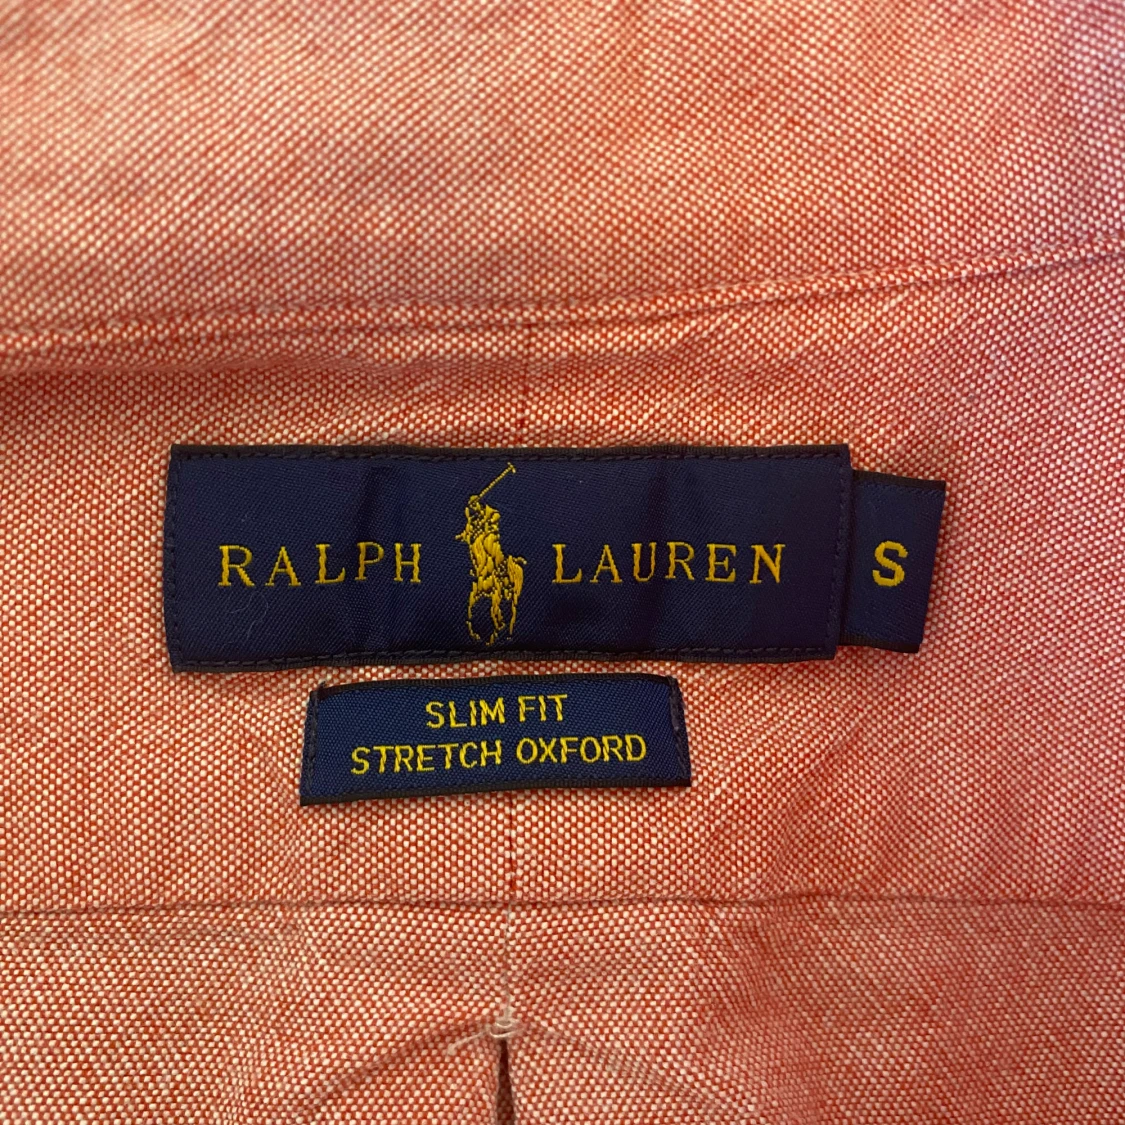 RALPH LAUREN
S
SLIM FIT
STRETCH OXFORD